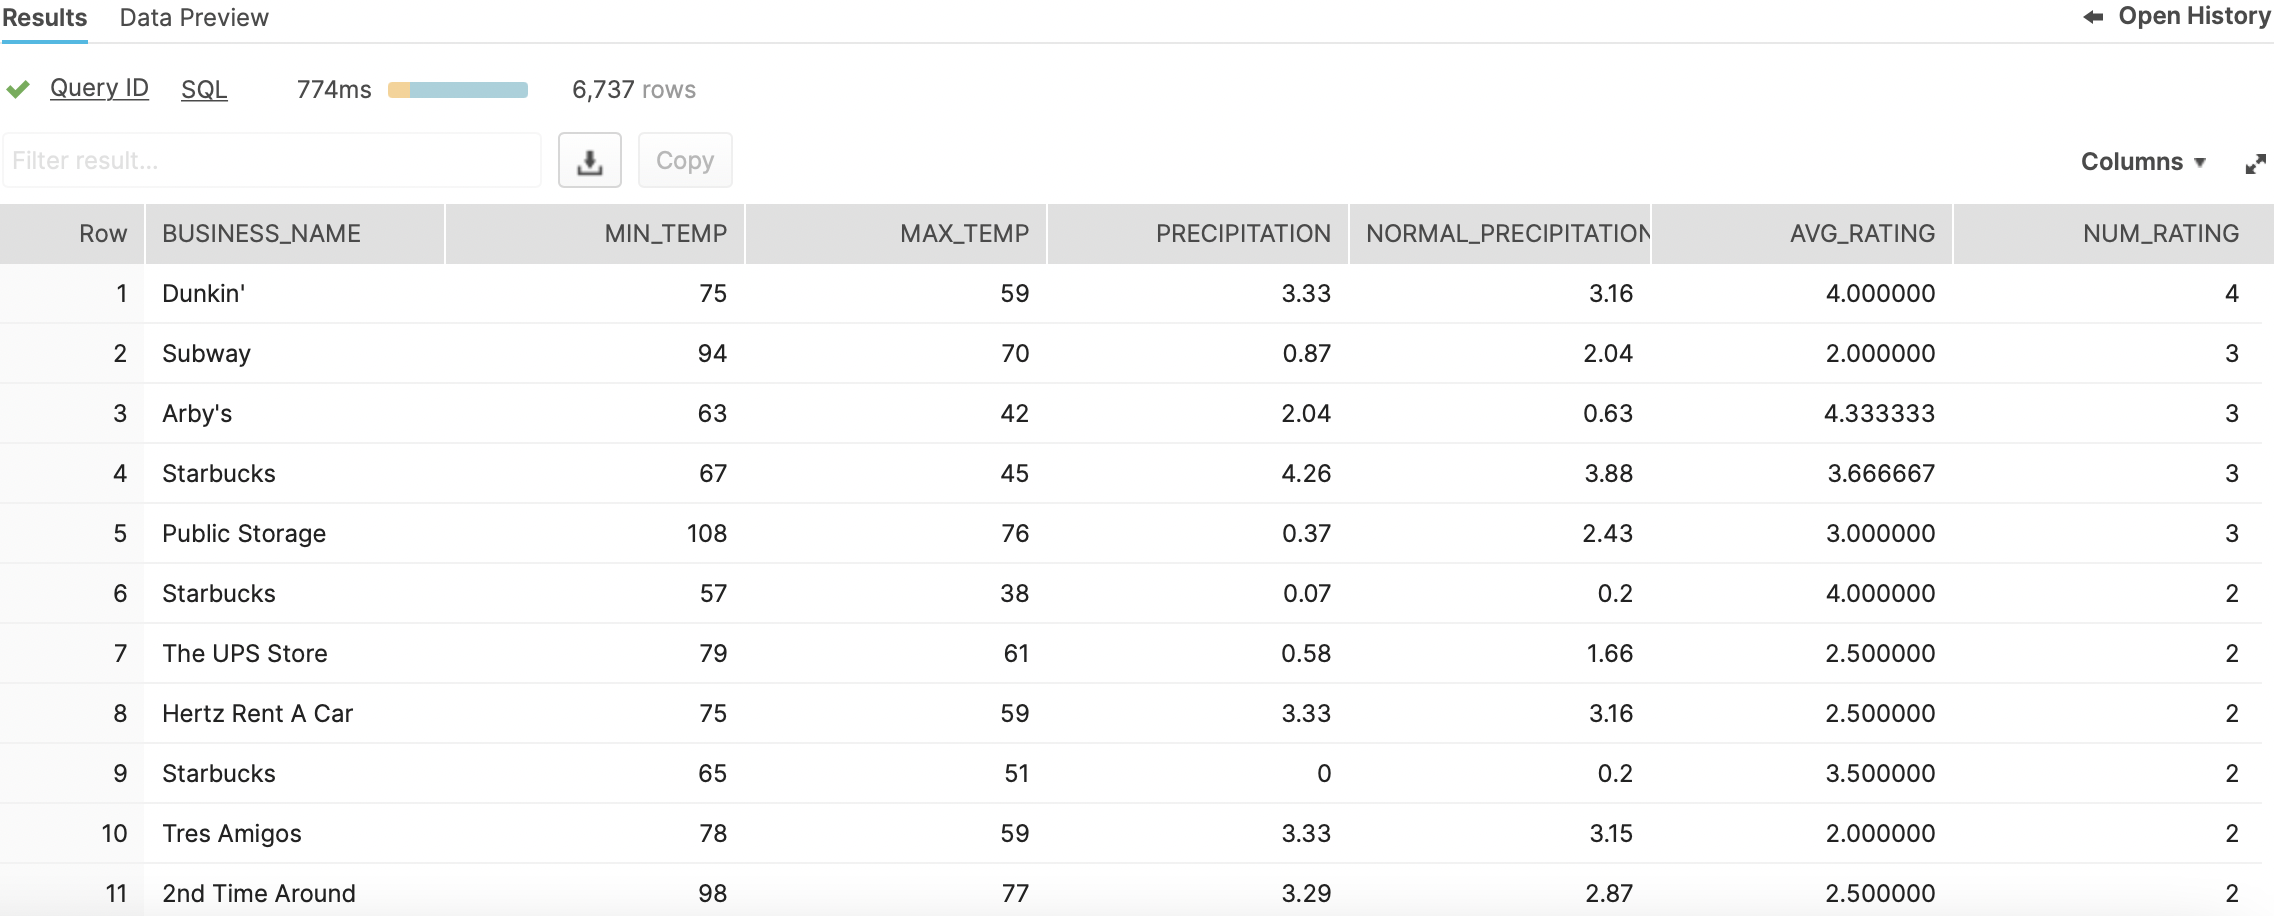 Results Data Preview Open History
Query ID SQL 774ms 6,737 rows
Filter result... Copy Columns
Row BUSINESS_NAME MIN_TEMP MAX_TEMP PRECIPITATION NORMAL_PRECIPITATION AVG_RATING NUM_RATING
1 Dunkin' 75 59 3.33 3.16 4.000000 4
2 Subway 94 70 0.87 2.04 2.000000 3
3 Arby's 63 42 2.04 0.63 4.333333 3
4 Starbucks 67 45 4.26 3.88 3.666667 3
5 Public Storage 108 76 0.37 2.43 3.000000 3
6 Starbucks 57 38 0.07 0.2 4.000000 2
7 The UPS Store 79 61 0.58 1.66 2.500000 2
8 Hertz Rent A Car 75 59 3.33 3.16 2.500000 2
9 Starbucks 65 51 0 0.2 3.500000 2
10 Tres Amigos 78 59 3.33 3.15 2.000000 2
11 2nd Time Around 98 77 3.29 2.87 2.500000 2